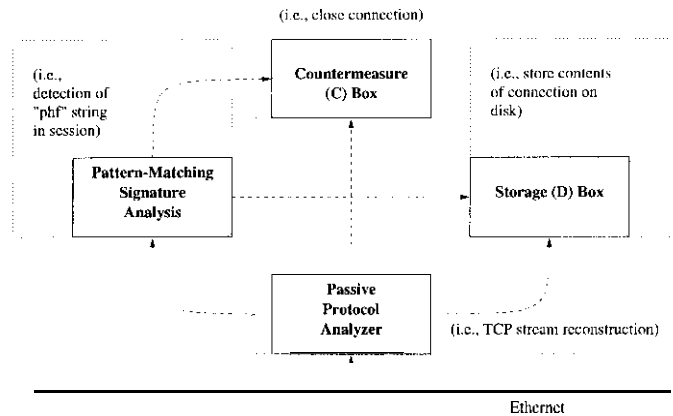 (i.e., close connection)
Countermeasure
(C) Box
(i.e.,
detection of
"phf" string
in session)
(i.e., store contents
of connection on
disk)
Pattern-Matching
Signature
Analysis
Storage (D) Box
Passive
Protocol
Analyzer
(i.e., TCP stream reconstruction)
Ethernet